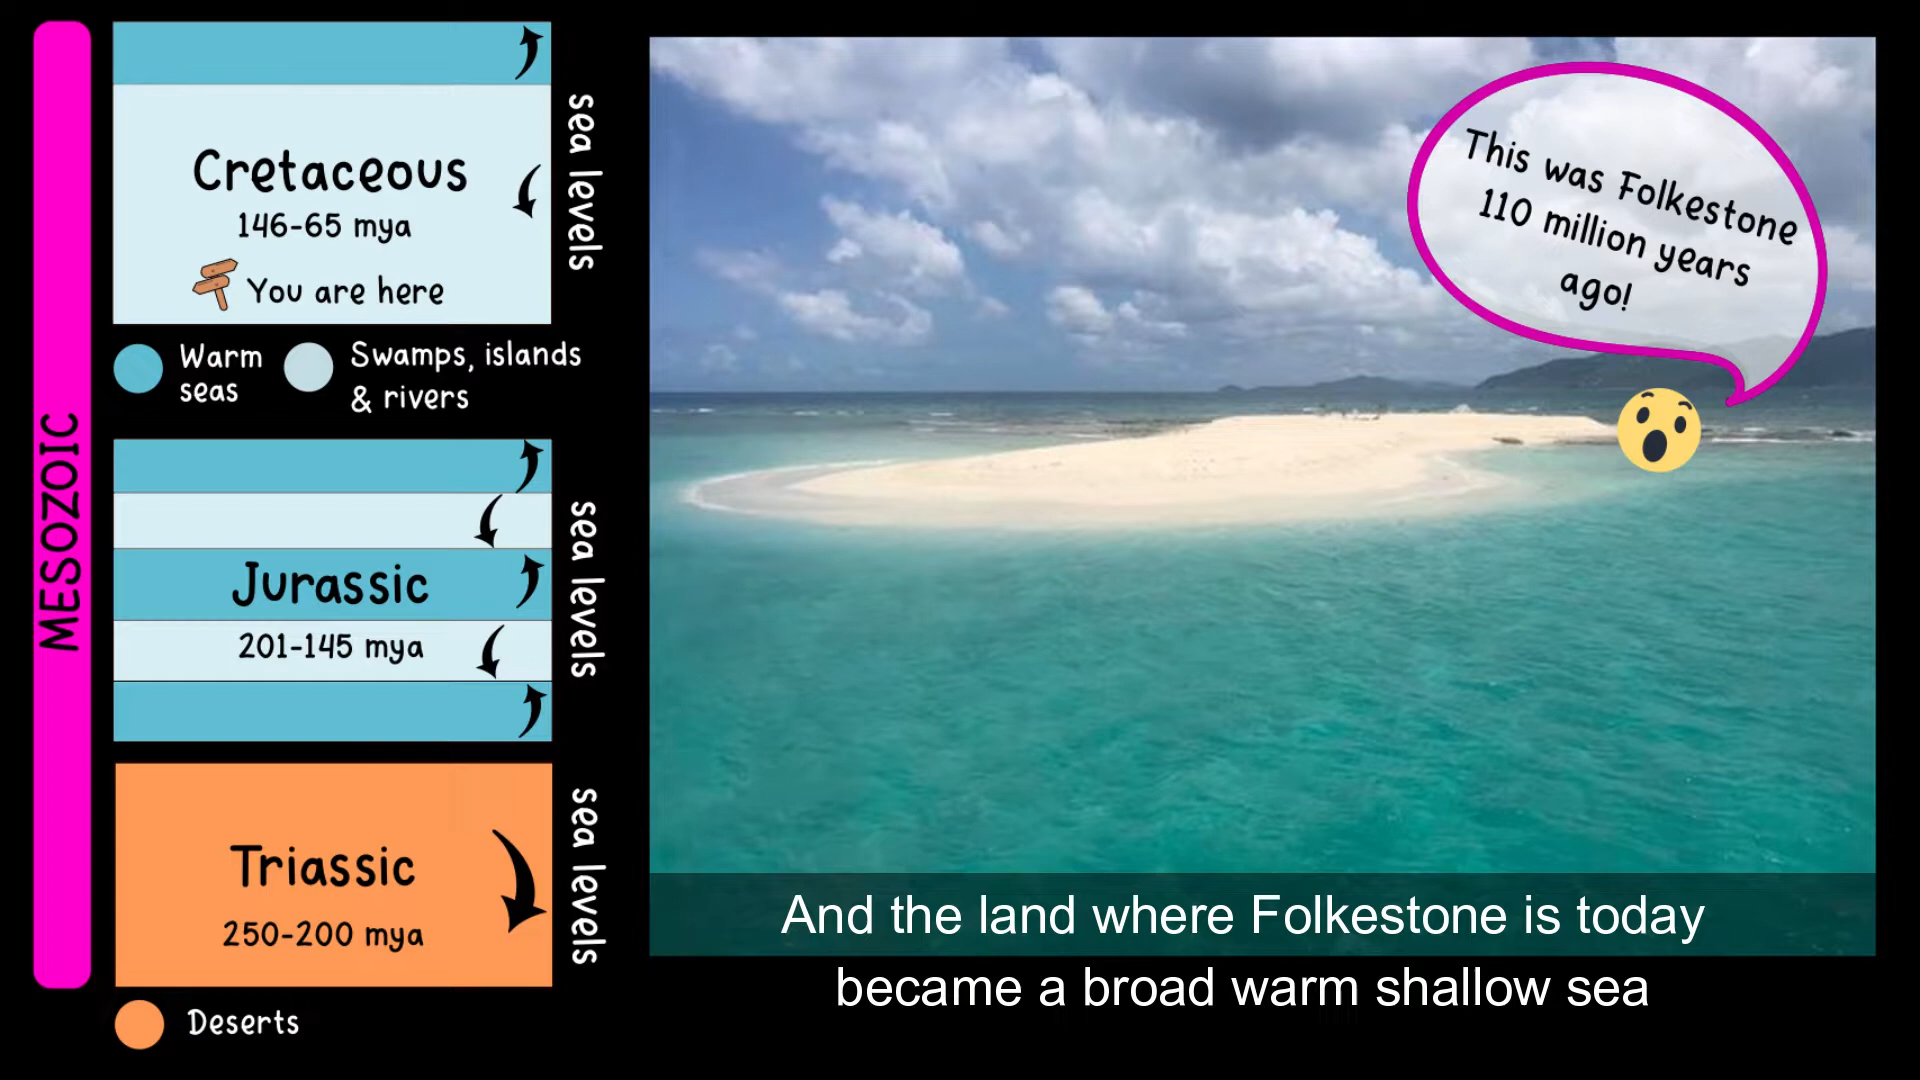 MESOZOIC
Cretaceous
146-65 mya
You are here
sea levels
Warm
seas
Swamps, islands
& rivers
Jurassic
201-145 mya
sea levels
Triassic
250-200 mya
sea levels
Deserts
This was Folkestone
110 million years
ago!
And the land where Folkestone is today
became a broad warm shallow sea